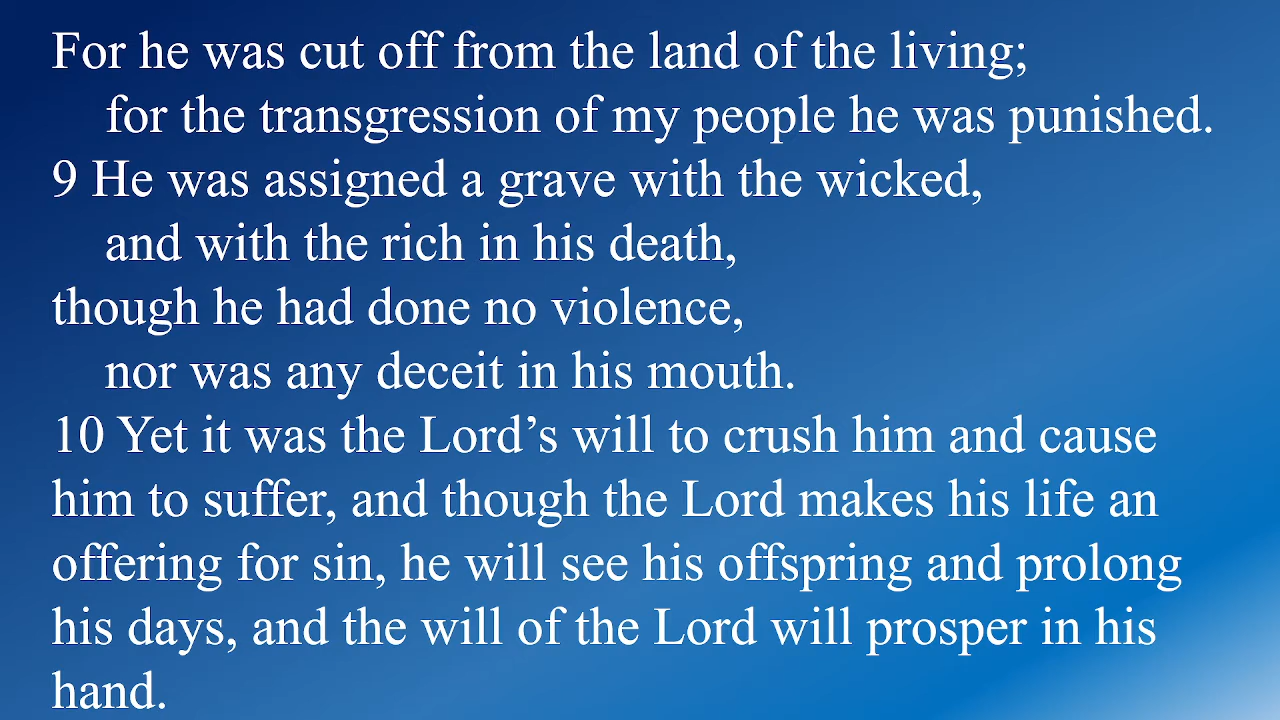 For he was cut off from the land of the living;
for the transgression of my people he was punished.
9 He was assigned a grave with the wicked,
and with the rich in his death,
though he had done no violence,
nor was any deceit in his mouth.
10 Yet it was the Lord’s will to crush him and cause
him to suffer, and though the Lord makes his life an
offering for sin, he will see his offspring and prolong
his days, and the will of the Lord will prosper in his
hand.